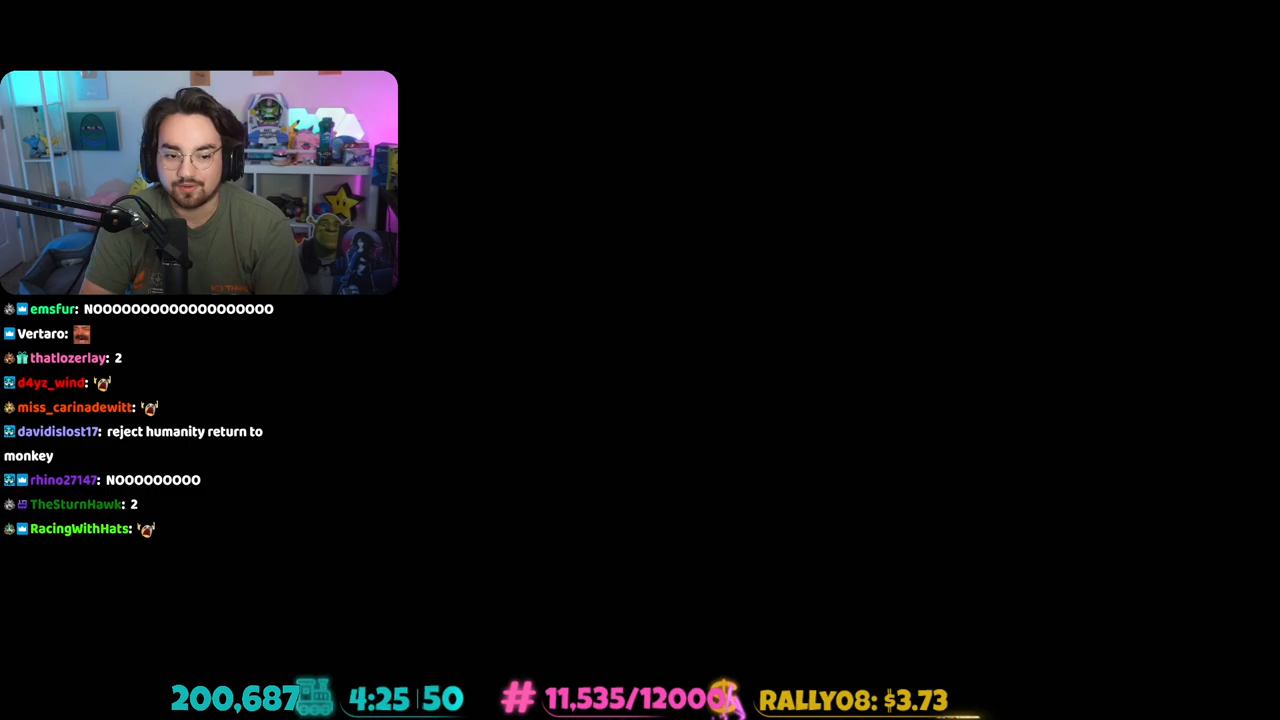 emsfur: NOOOOOOOOOOOOOOOOOOO
Vertaro:
thatlozerlay: 2
d4yz_wind:
miss_carinadewitt:
davidislost17: reject humanity return to
monkey
rhino27147: NOOOOOOOOO
TheSturnHawk: 2
RacingWithHats:
200,687 4:25 | 50 # 11,535/12000 RALLY08: $3.73